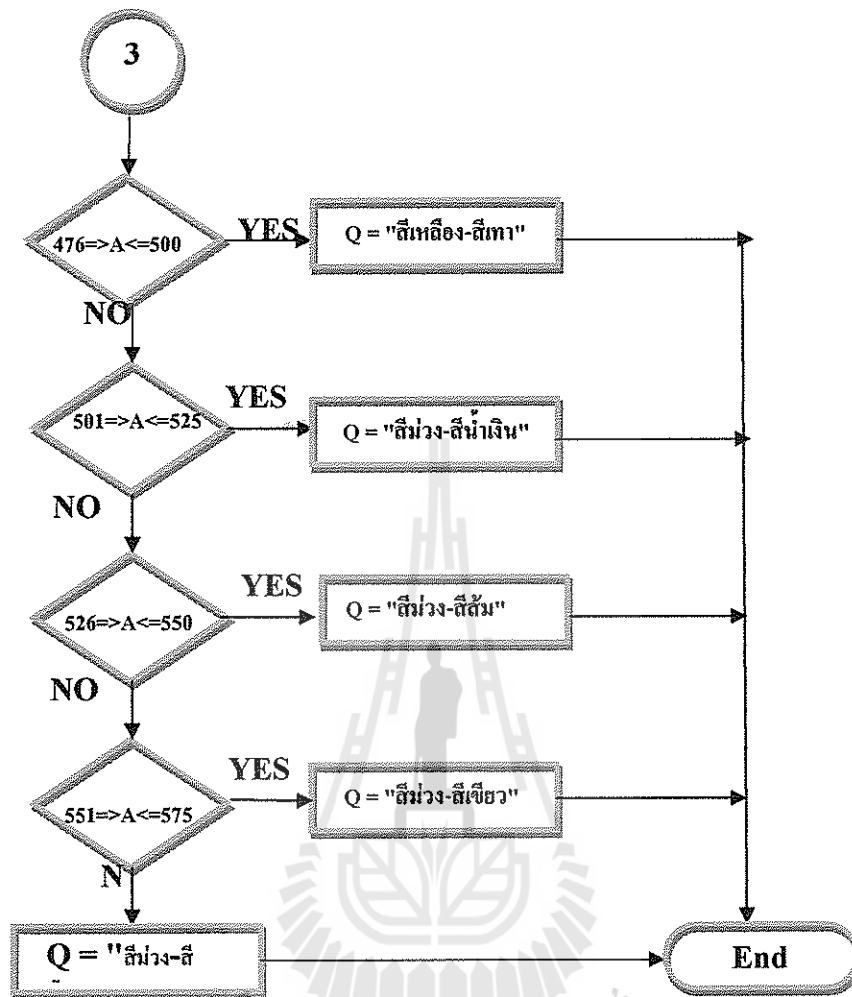 3
476=>A<=500
YES
Q = "สีเหลือง-สีเทา"
NO
501=>A<=525
YES
Q = "สีม่วง-สีน้ำเงิน"
NO
526=>A<=550
YES
Q = "สีม่วง-สีส้ม"
NO
551=>A<=575
YES
Q = "สีม่วง-สีเขียว"
N
Q = "สีม่วง-สี
End